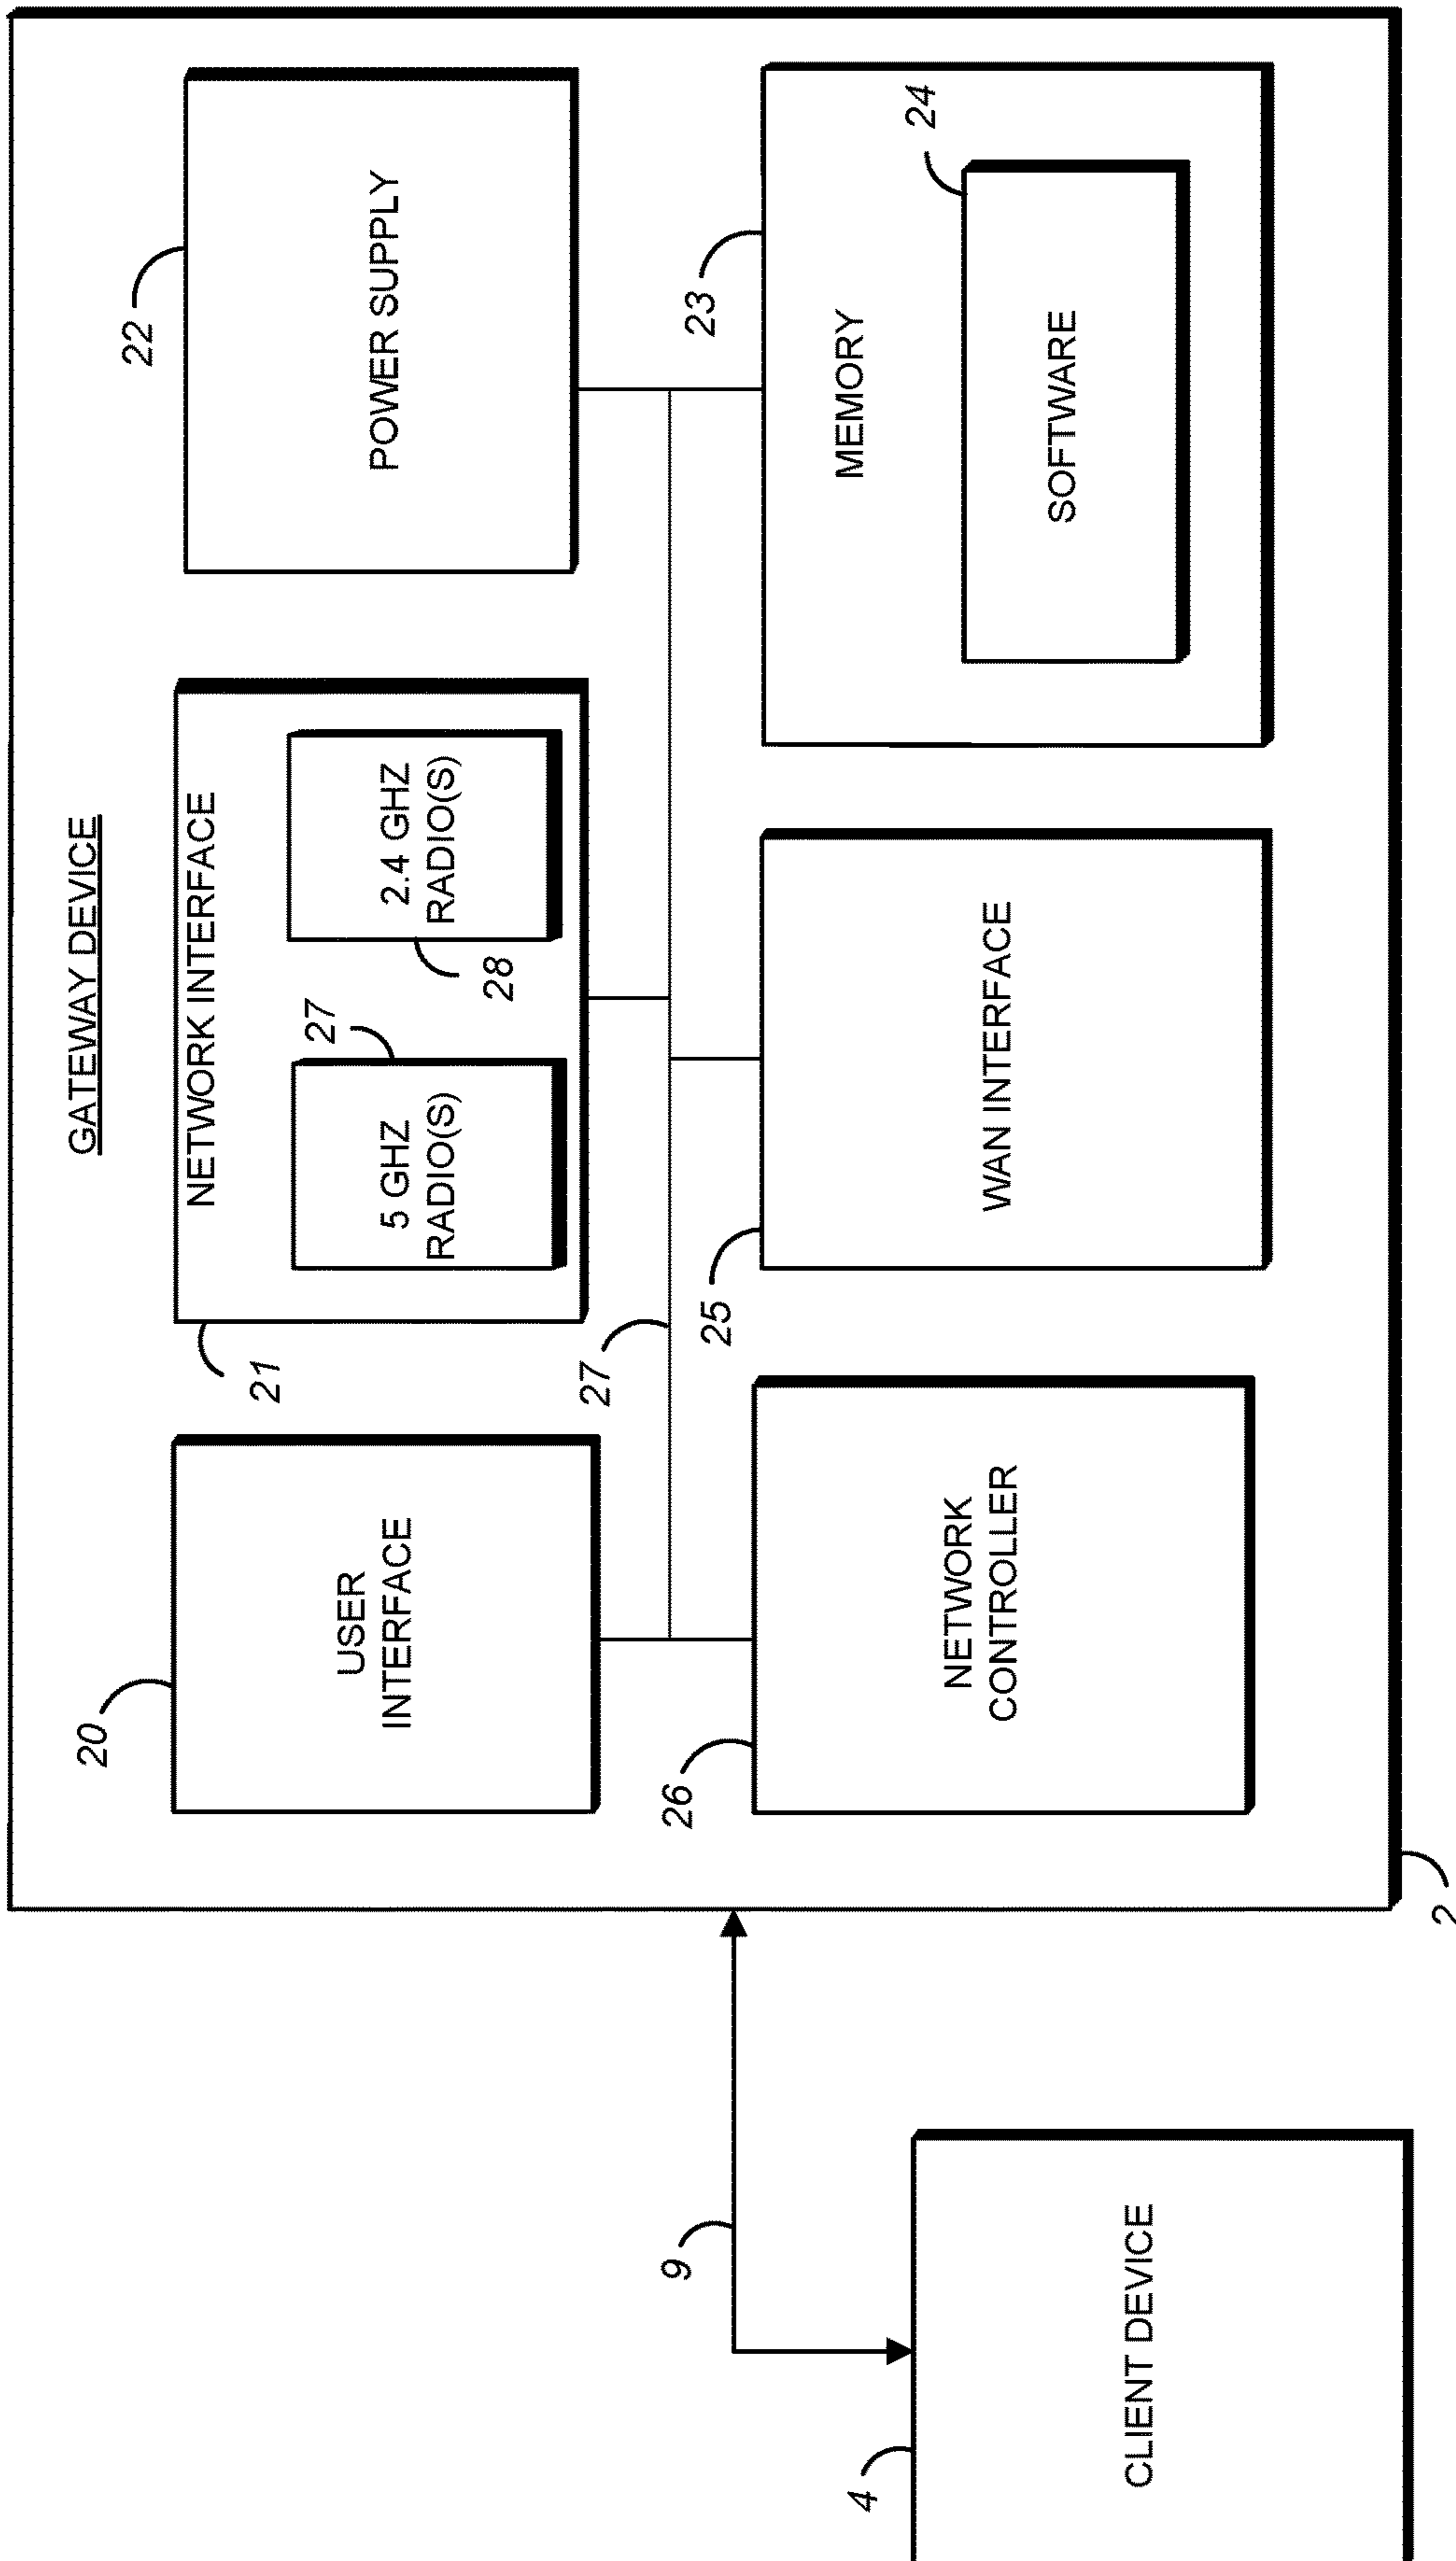 GATEWAY DEVICE
20
USER
INTERFACE
21
NETWORK INTERFACE
27
5 GHZ
RADIO(S)
28
2.4 GHZ
RADIO(S)
22
POWER SUPPLY
27
26
NETWORK
CONTROLLER
25
WAN INTERFACE
23
MEMORY
24
SOFTWARE
9
4
CLIENT DEVICE
2